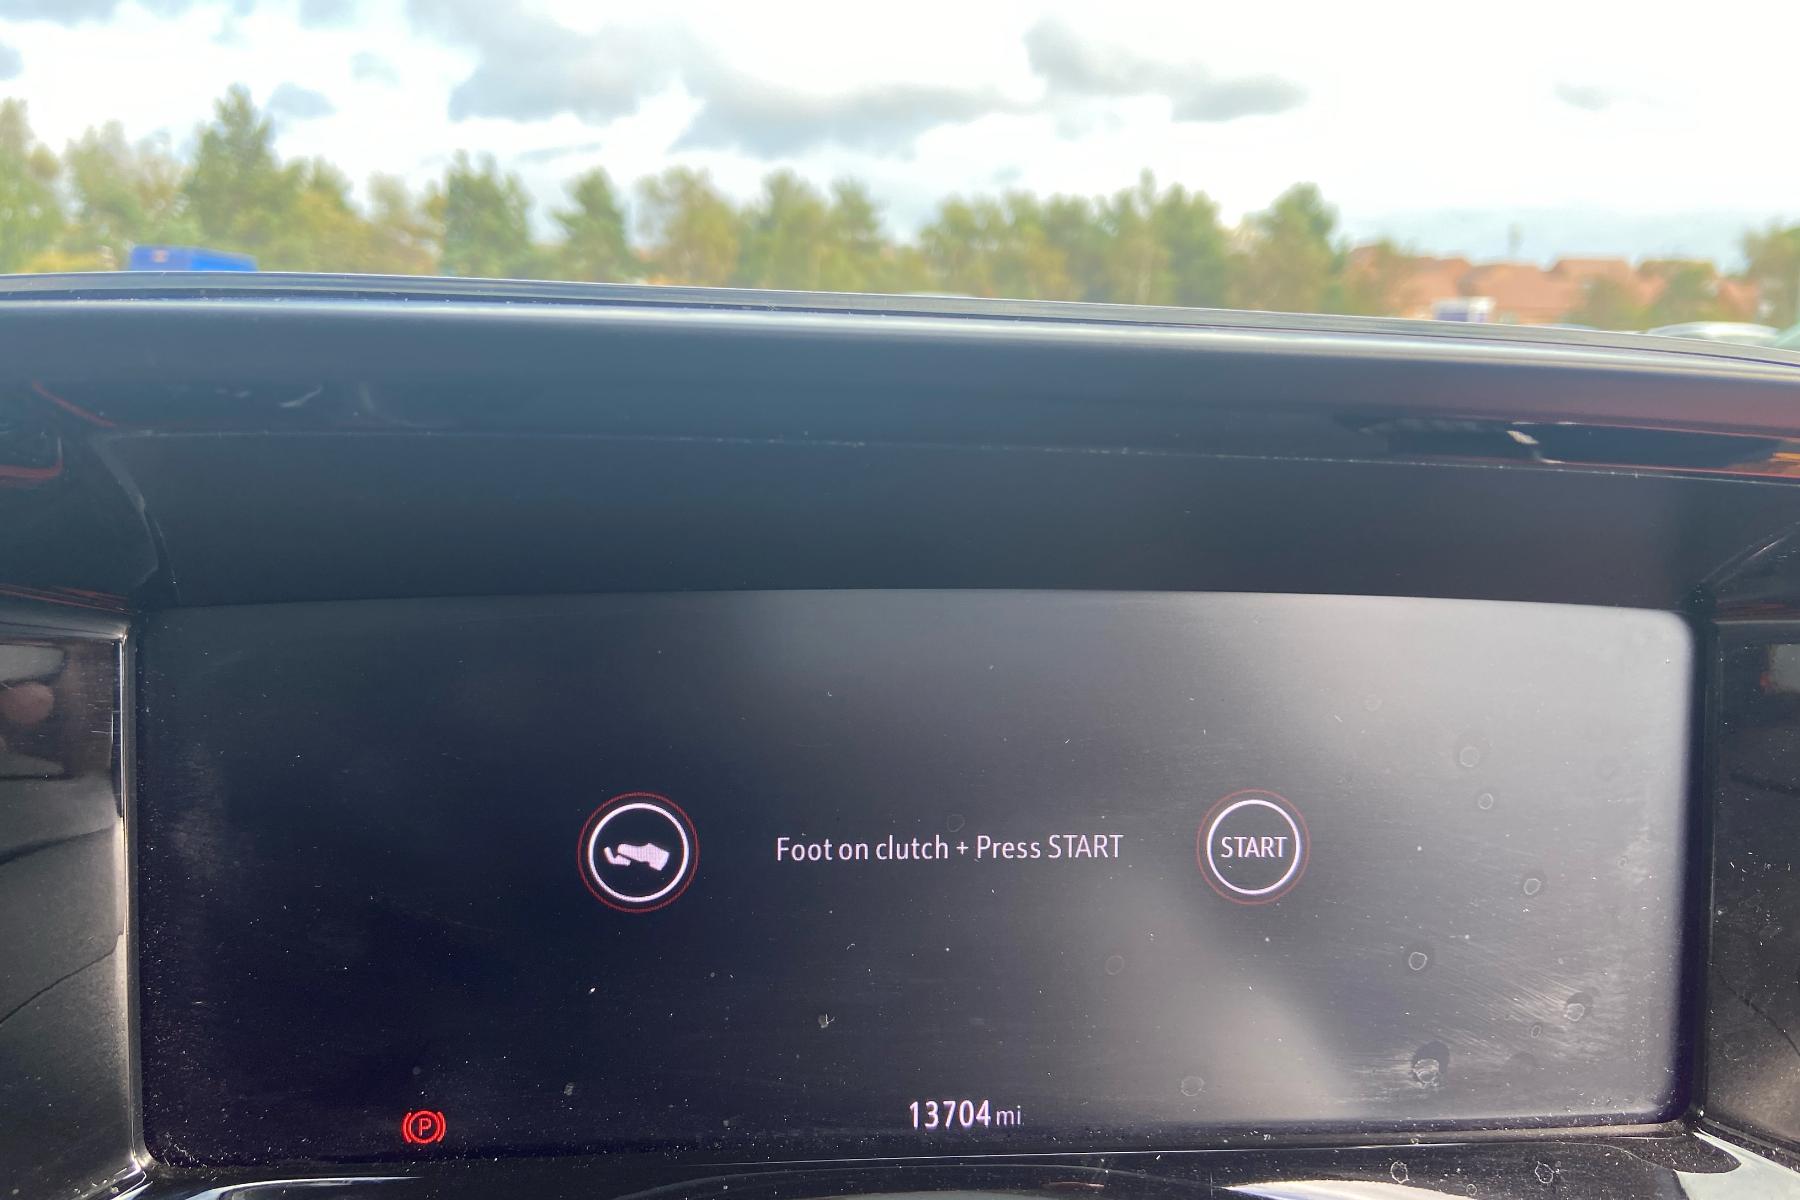 Foot on clutch + Press START
START
P
13704 mi